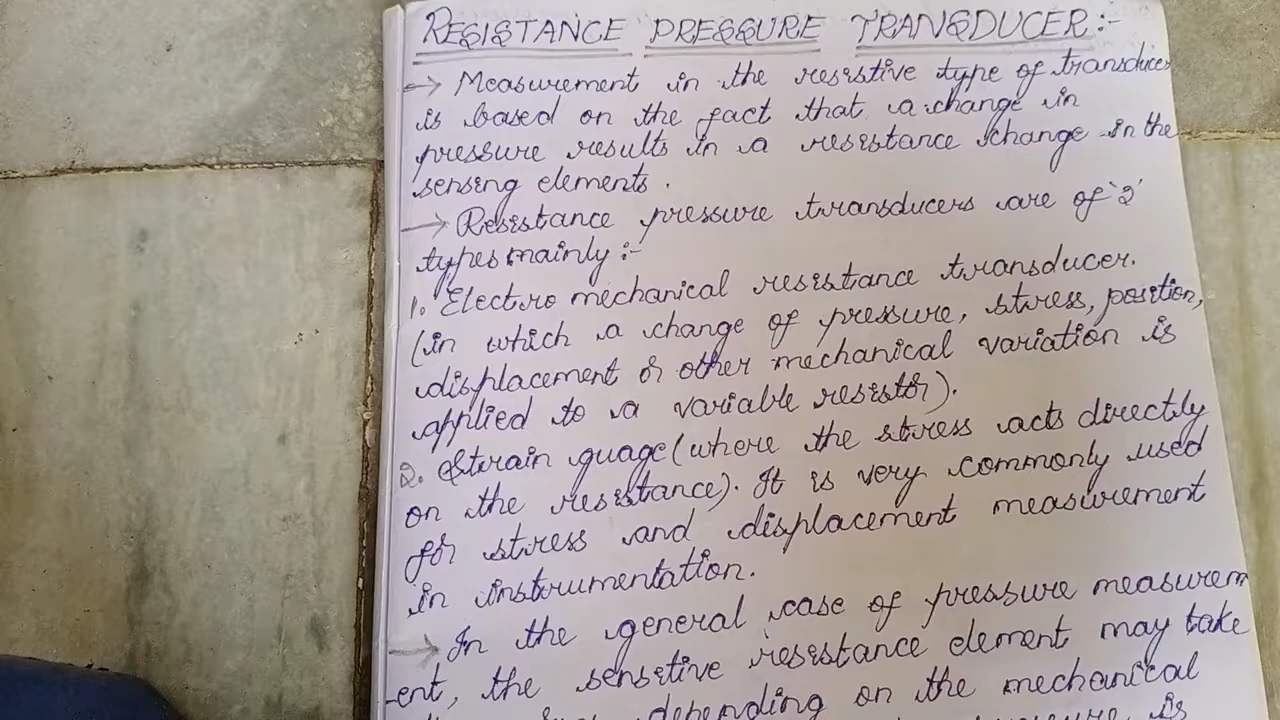 RESISTANCE PRESSURE TRANSDUCER:-
→ Measurement in the resistive type of transducer
is based on the fact that a change in
pressure results in a resistance change in the
sensing elements.
→ Resistance pressure transducers are of '2'
types mainly :-
1. Electro mechanical resistance transducer.
(in which a change of pressure, stress, position,
displacement or other mechanical variation is
applied to a variable resistor).
2. Strain guage (where the stress acts directly
on the resistance). It is very commonly used
for stress and displacement measurement
in instrumentation.
→ In the general case of pressure measurem
-ent, the sensetive resistance element may take
depending on the mechanical
is